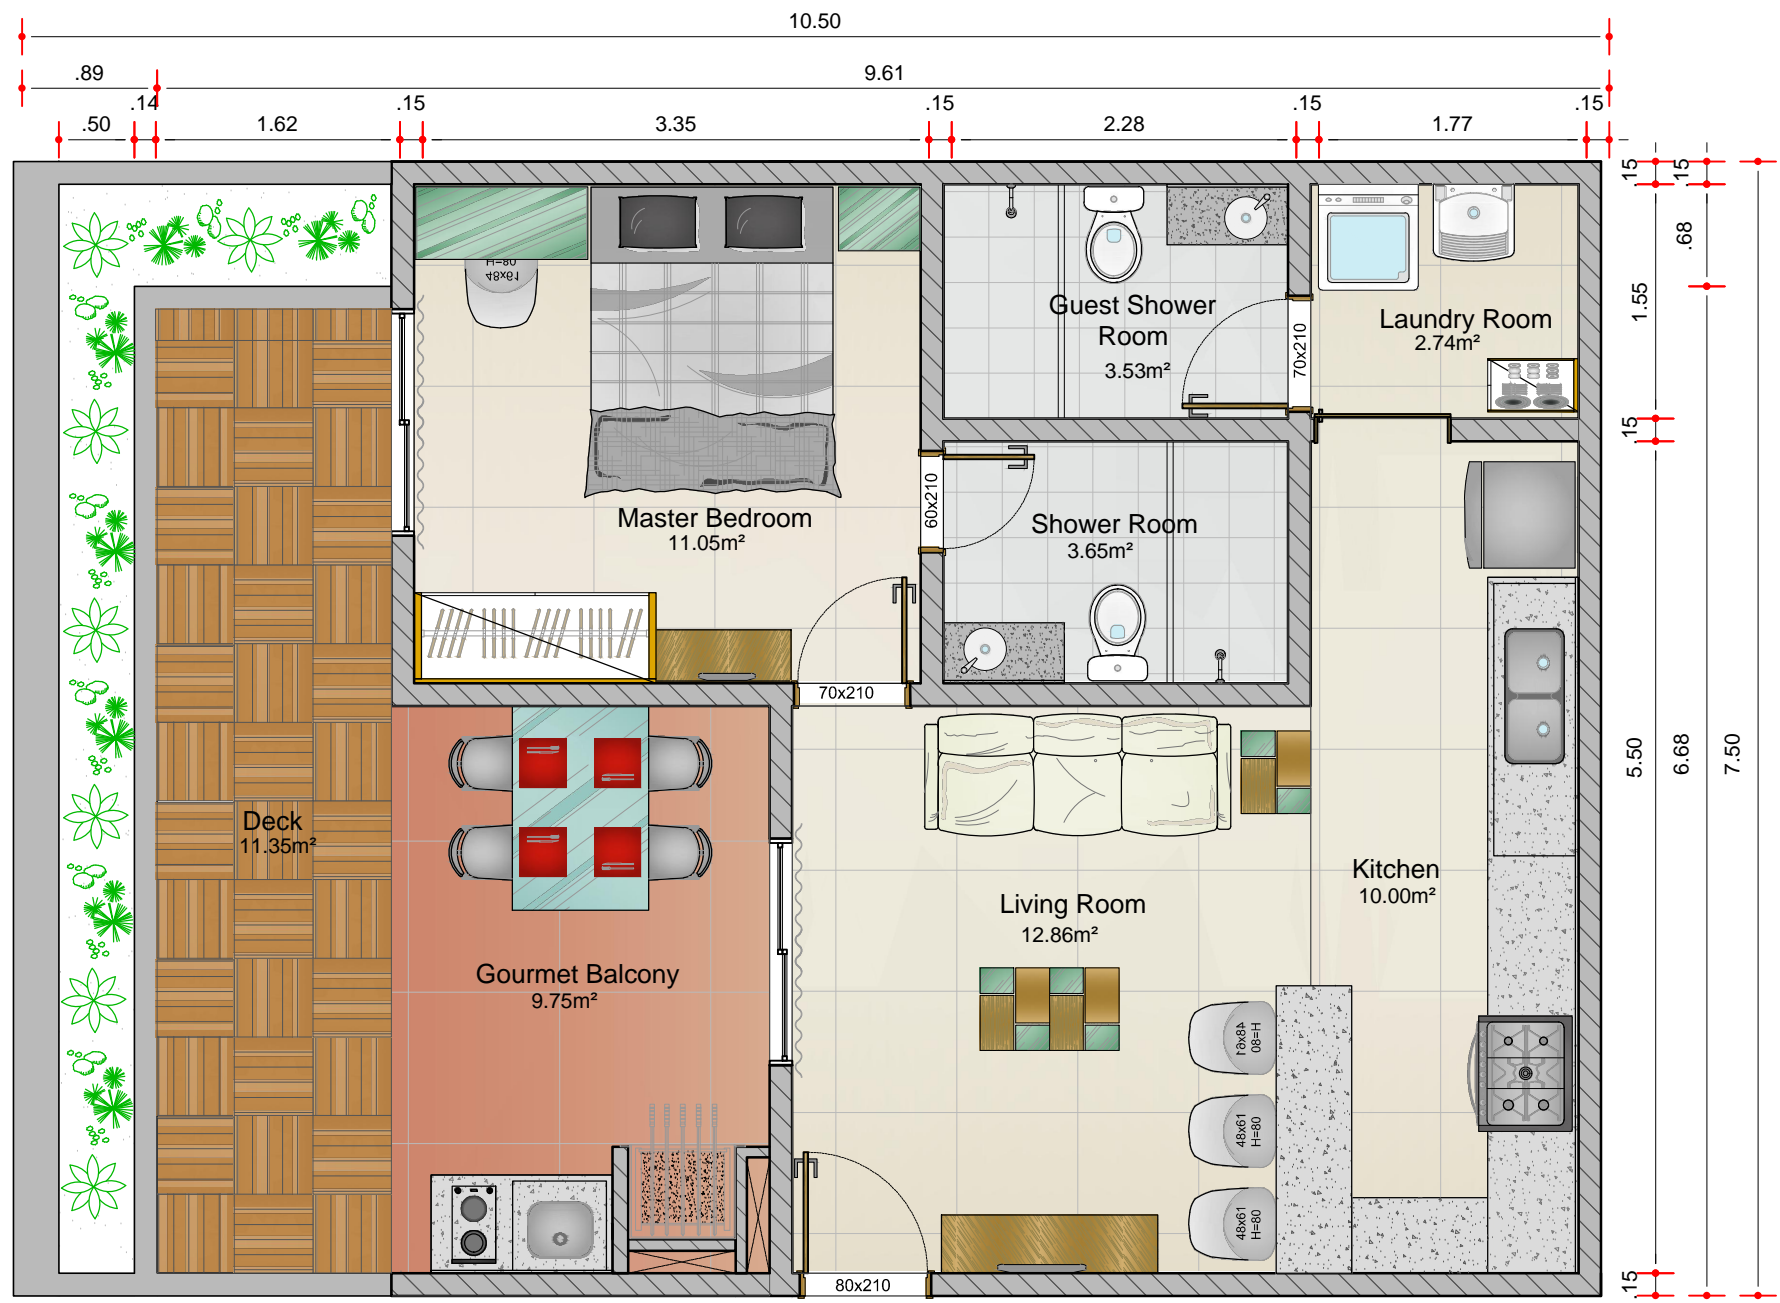 10.50
.89
9.61
.14
.15
.15
.15
.15
.50
1.62
3.35
2.28
1.77
.15
.15
.68
H=80
48x61
Guest Shower
Room
3.53m²
70x210
Laundry Room
2.74m²
1.55
.15
Master Bedroom
11.05m²
60x210
Shower Room
3.65m²
70x210
5.50
6.68
7.50
Deck
11.35m²
Kitchen
10.00m²
Living Room
12.86m²
Gourmet Balcony
9.75m²
48x61
H=80
48x61
H=80
48x61
H=80
80x210
.15